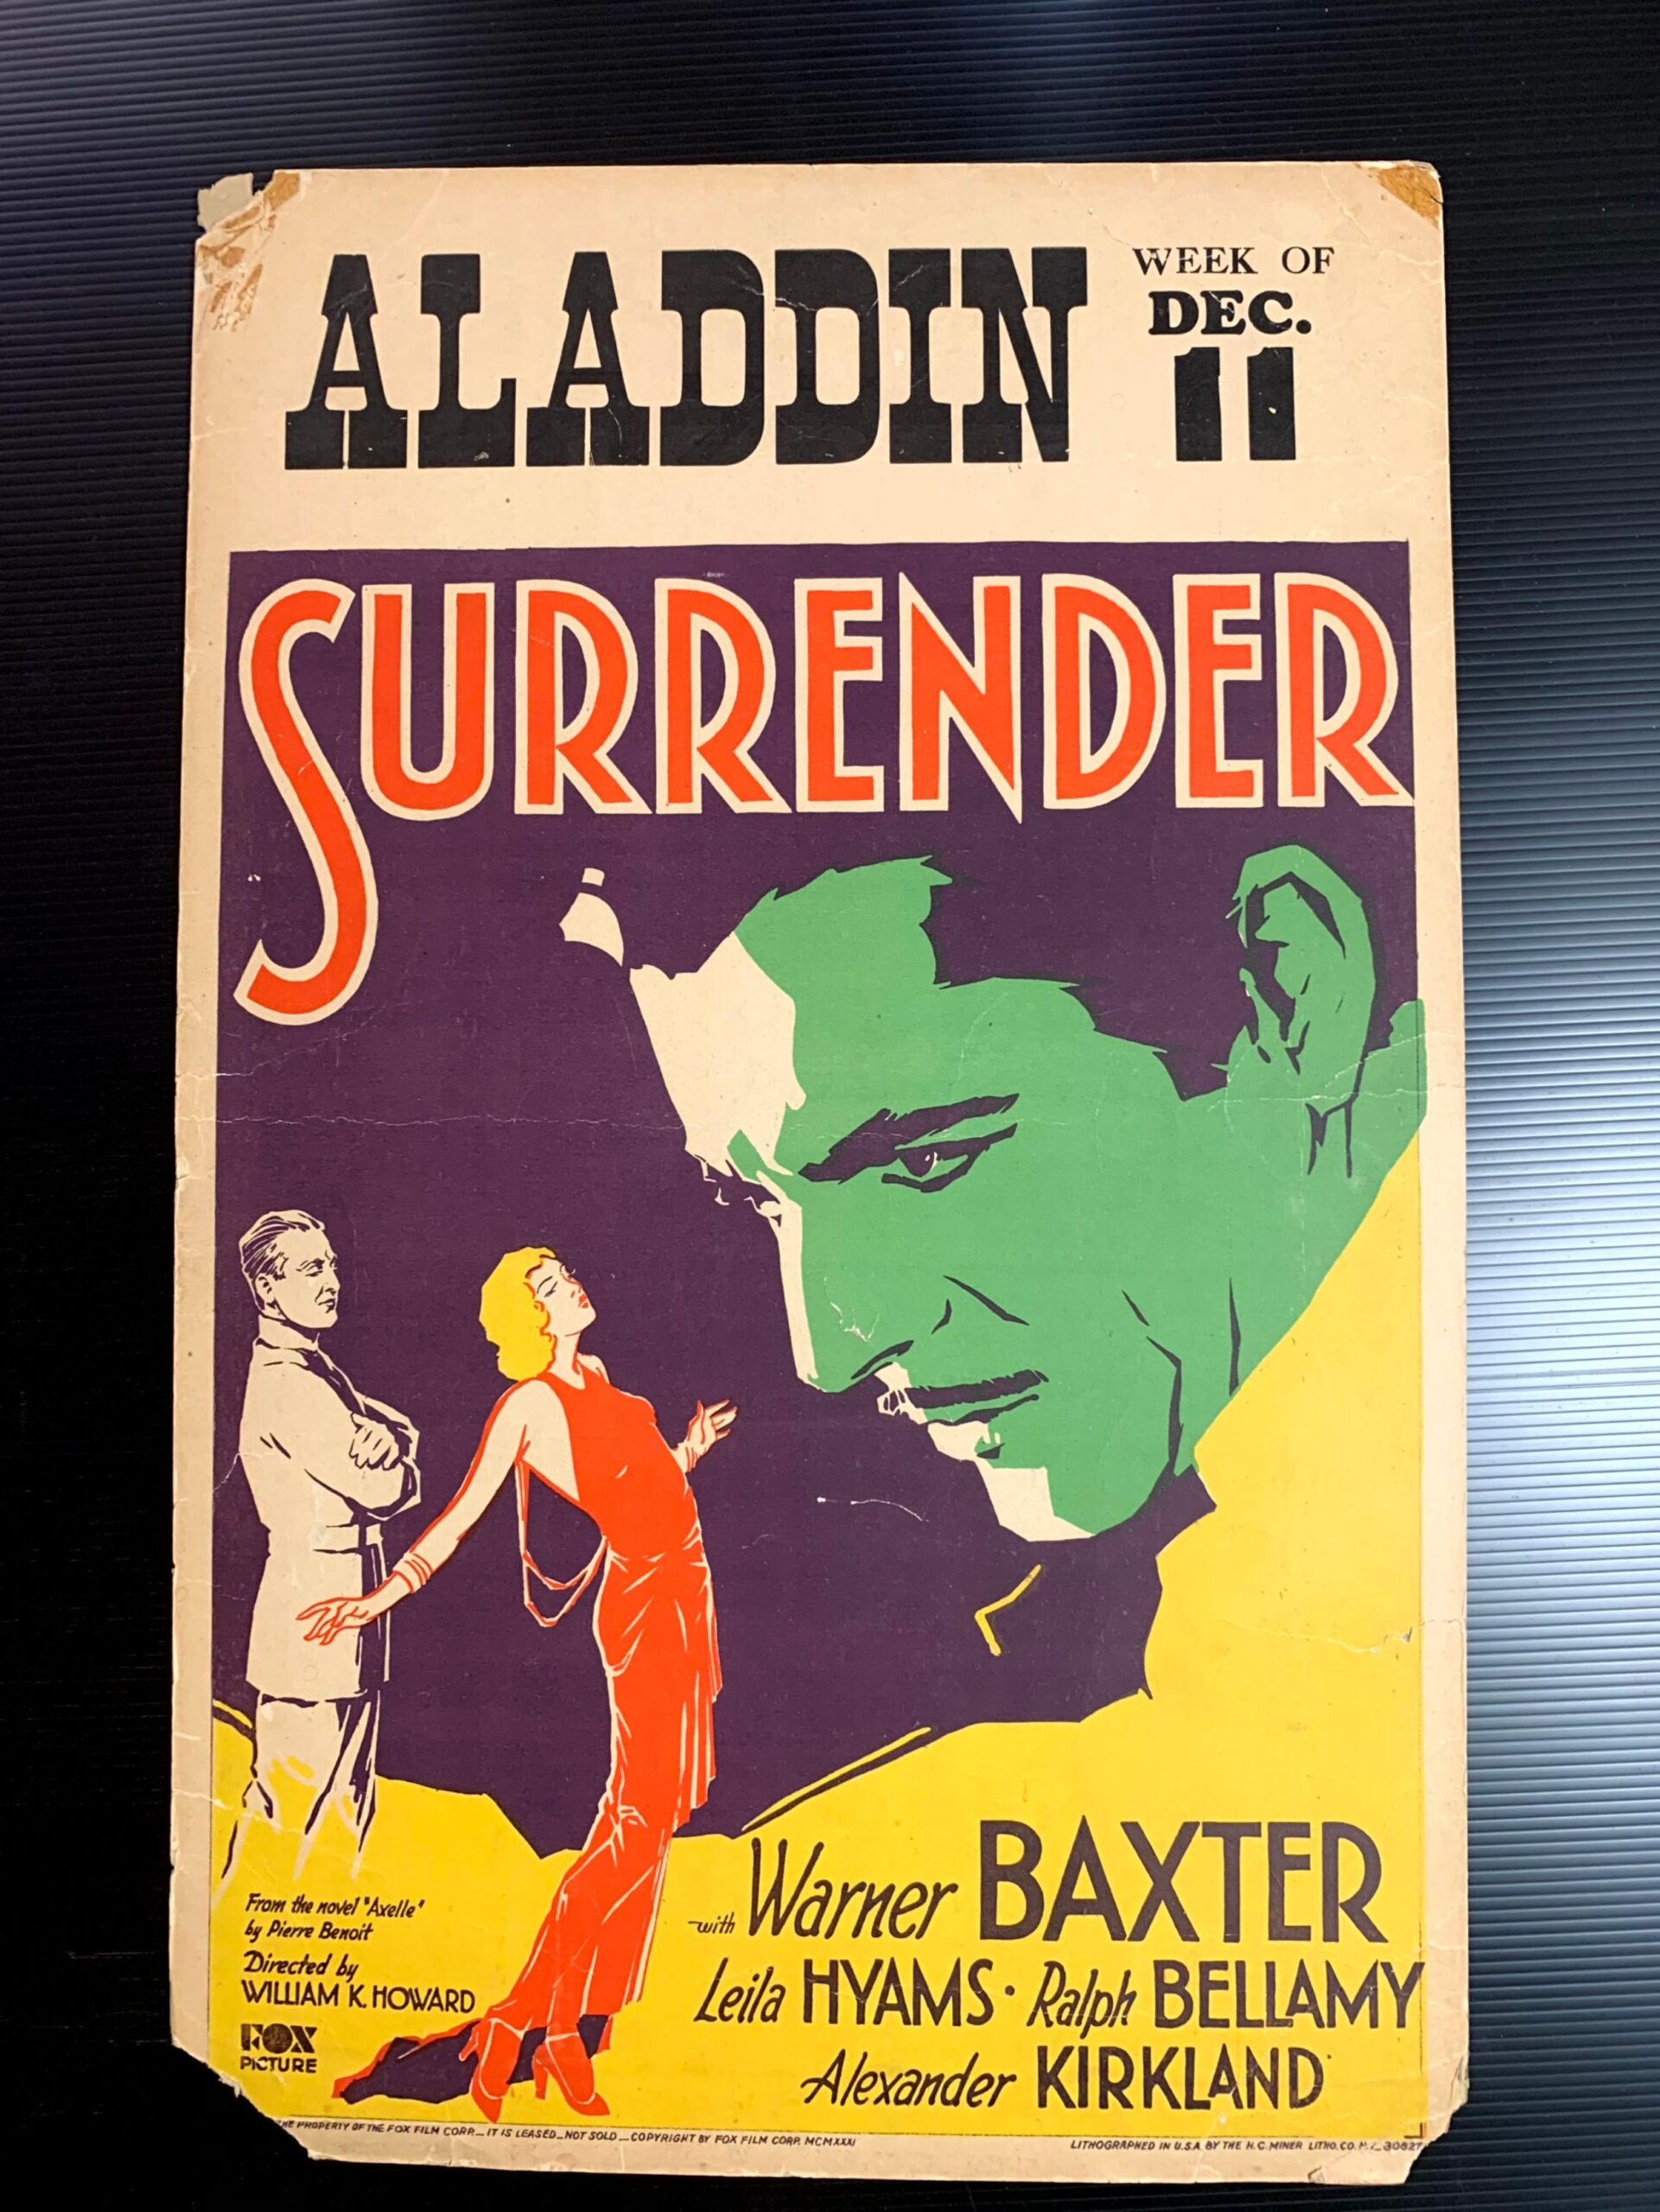 ALADDIN
WEEK OF
DEC.
11
SURRENDER
From the novel "Axelle"
by Pierre Benoit
Directed by
WILLIAM K. HOWARD
FOX
PICTURE
with Warner BAXTER
Leila HYAMS · Ralph BELLAMY
Alexander KIRKLAND
PROPERTY OF THE FOX FILM CORP. _ IT IS LEASED _ NOT SOLD _ COPYRIGHT BY FOX FILM CORP. MCMXXXI
LITHOGRAPHED IN U.S.A. BY THE H.C. MINER LITHO. CO. N.Y.